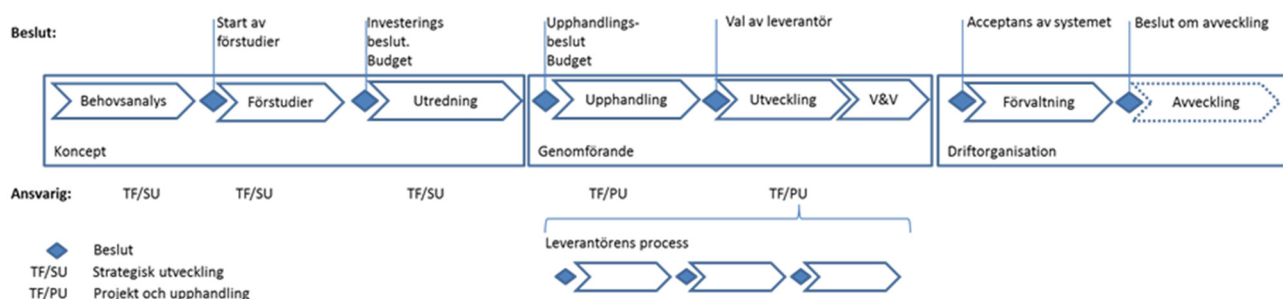 Beslut:
Start av
förstudier
Investerings
beslut.
Budget
Upphandlings-
beslut
Budget
Val av leverantör
Acceptans av systemet
Beslut om avveckling
Behovsanalys
Förstudier
Utredning
Upphandling
Utveckling
V&V
Förvaltning
Avveckling
Koncept
Genomförande
Driftorganisation
Ansvarig:
TF/SU
TF/SU
TF/SU
TF/PU
TF/PU
Leverantörens process
Beslut
TF/SU Strategisk utveckling
TF/PU Projekt och upphandling